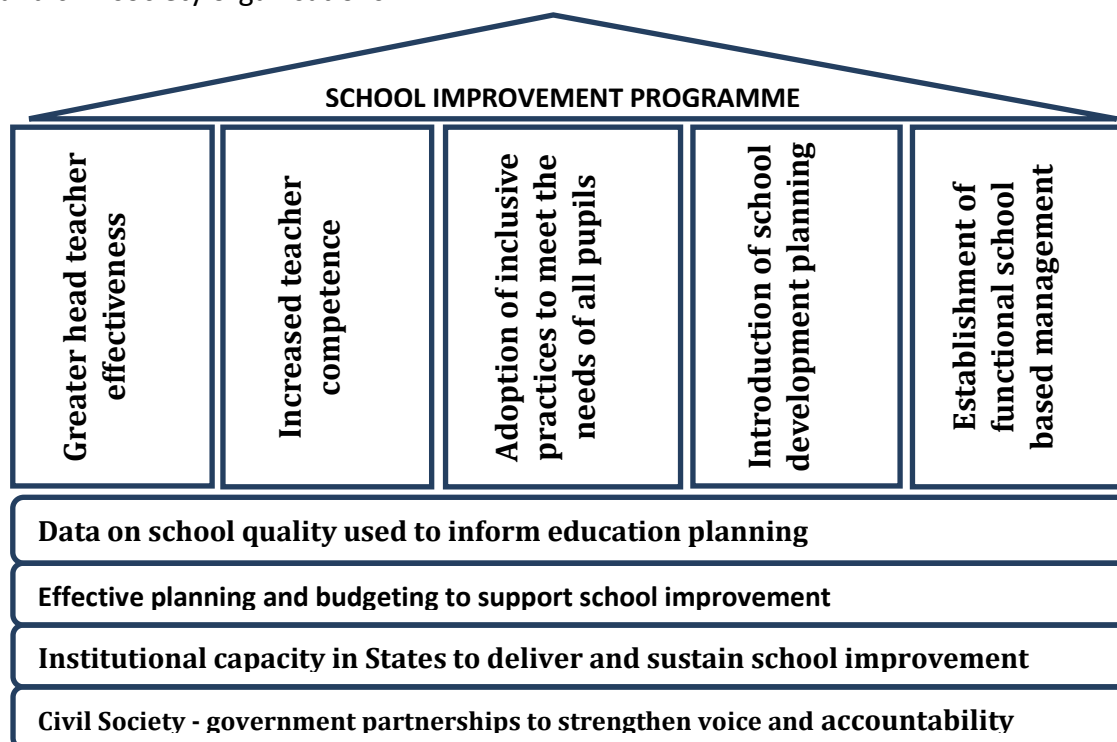 SCHOOL IMPROVEMENT PROGRAMME
Greater head teacher
effectiveness
Increased teacher
competence
Adoption of inclusive
practices to meet the
needs of all pupils
Introduction of school
development planning
Establishment of
functional school
based management
Data on school quality used to inform education planning
Effective planning and budgeting to support school improvement
Institutional capacity in States to deliver and sustain school improvement
Civil Society - government partnerships to strengthen voice and accountability